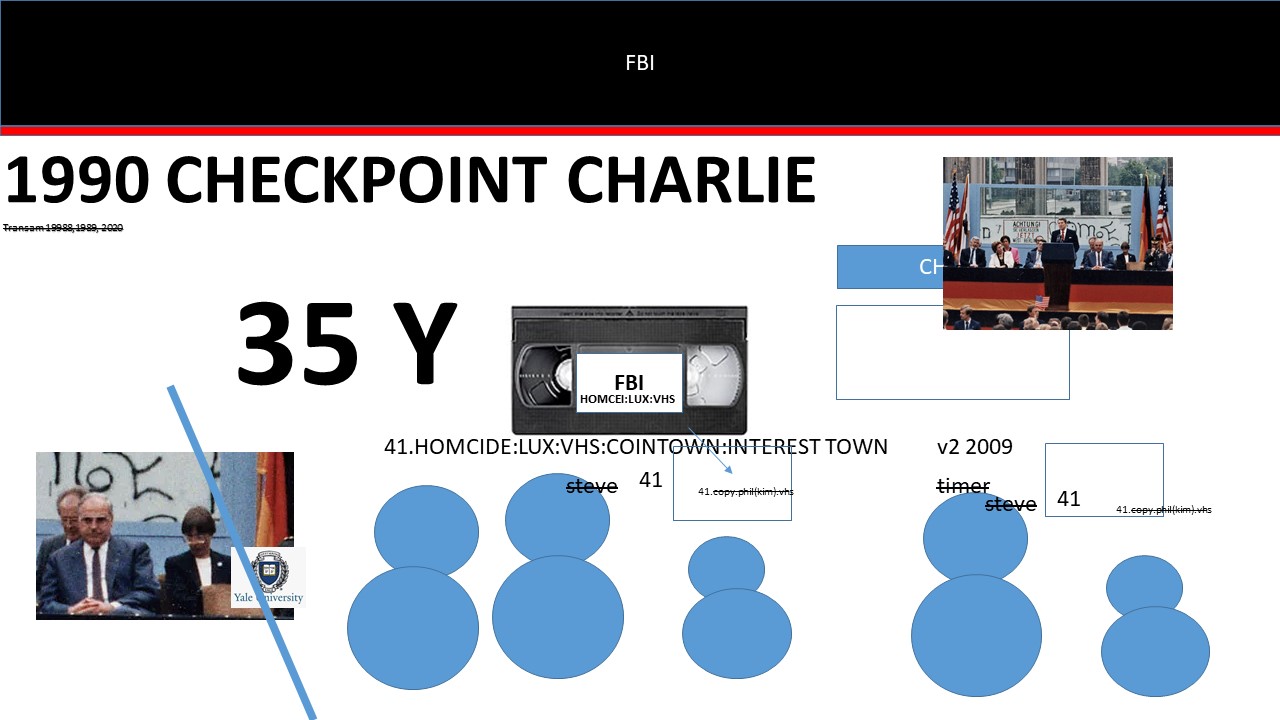 FBI
1990 CHECKPOINT CHARLIE
Transam 19988,1989, 2020
ACHTUNG!
JETZT
CH
35 Y
FBI
HOMCEI:LUX:VHS
41.HOMCIDE:LUX:VHS:COINTOWN:INTEREST TOWN
v2 2009
steve
41
41.copy.phil(kim).vhs
timer
steve
41
41.copy.phil(kim).vhs
Yale University